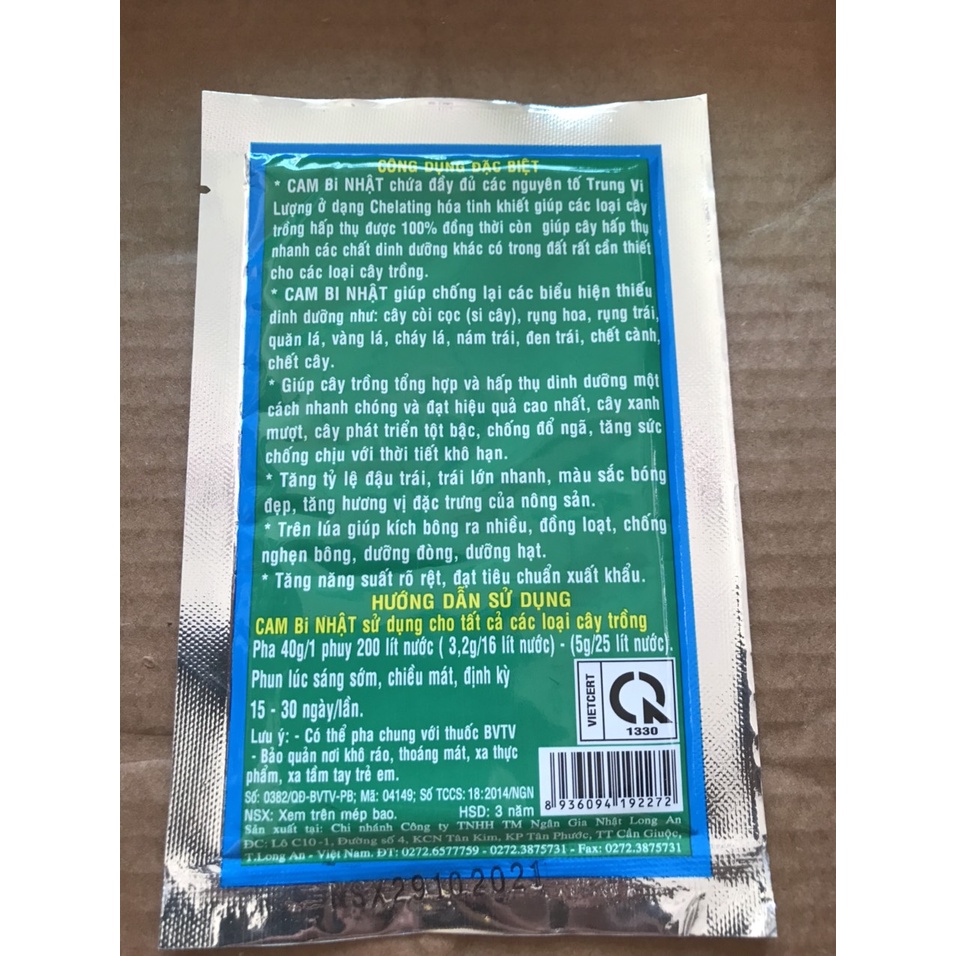 CÔNG DỤNG ĐẶC BIỆT
* CAM Bi NHẬT chứa đầy đủ các nguyên tố Trung Vi
Lượng ở dạng Chelating hóa tinh khiết giúp các loại cây
trồng hấp thụ được 100% đồng thời còn giúp cây hấp thụ
nhanh các chất dinh dưỡng khác có trong đất rất cần thiết
cho các loại cây trồng.
* CAM BI NHẬT giúp chống lại các biểu hiện thiếu
dinh dưỡng như: cây còi cọc (si cây), rụng hoa, rụng trái,
quăn lá, vàng lá, cháy lá, nám trái, đen trái, chết cành,
chết cây.
* Giúp cây trồng tổng hợp và hấp thụ dinh dưỡng một
cách nhanh chóng và đạt hiệu quả cao nhất, cây xanh
mượt, cây phát triển tột bậc, chống đổ ngã, tăng sức
chống chịu với thời tiết khô hạn.
* Tăng tỷ lệ đậu trái, trái lớn nhanh, màu sắc bóng
đẹp, tăng hương vị đặc trưng của nông sản.
* Trên lúa giúp kích bông ra nhiều, đồng loạt, chống
nghẹn bông, dưỡng đòng, dưỡng hạt.
* Tăng năng suất rõ rệt, đạt tiêu chuẩn xuất khẩu.
HƯỚNG DẪN SỬ DỤNG
CAM Bi NHẬT sử dụng cho tất cả các loại cây trồng
Pha 40g/1 phuy 200 lít nước ( 3,2g/16 lít nước) - (5g/25 lít nước).
Phun lúc sáng sớm, chiều mát, định kỳ
15 - 30 ngày/lần.
VIETCERT
1330
Lưu ý: - Có thể pha chung với thuốc BVTV
- Bảo quản nơi khô ráo, thoáng mát, xa thực
phẩm, xa tầm tay trẻ em.
Số: 0382/QĐ-BVTV-PB; Mã: 04149; Số TCCS: 18:2014/NGN
8 936094 192272
NSX: Xem trên mép bao. HSD: 3 năm
Sản xuất tại: Chi nhánh Công ty TNHH TM Ngân Gia Nhật Long An
ĐC: Lô C10-1, Đường số 4, KCN Tân Kim, KP Tân Phước, TT Cần Giuộc,
T.Long An - Việt Nam. ĐT: 0272.6577759 - 0272.3875731 - Fax: 0272.3875731
NSX29102021